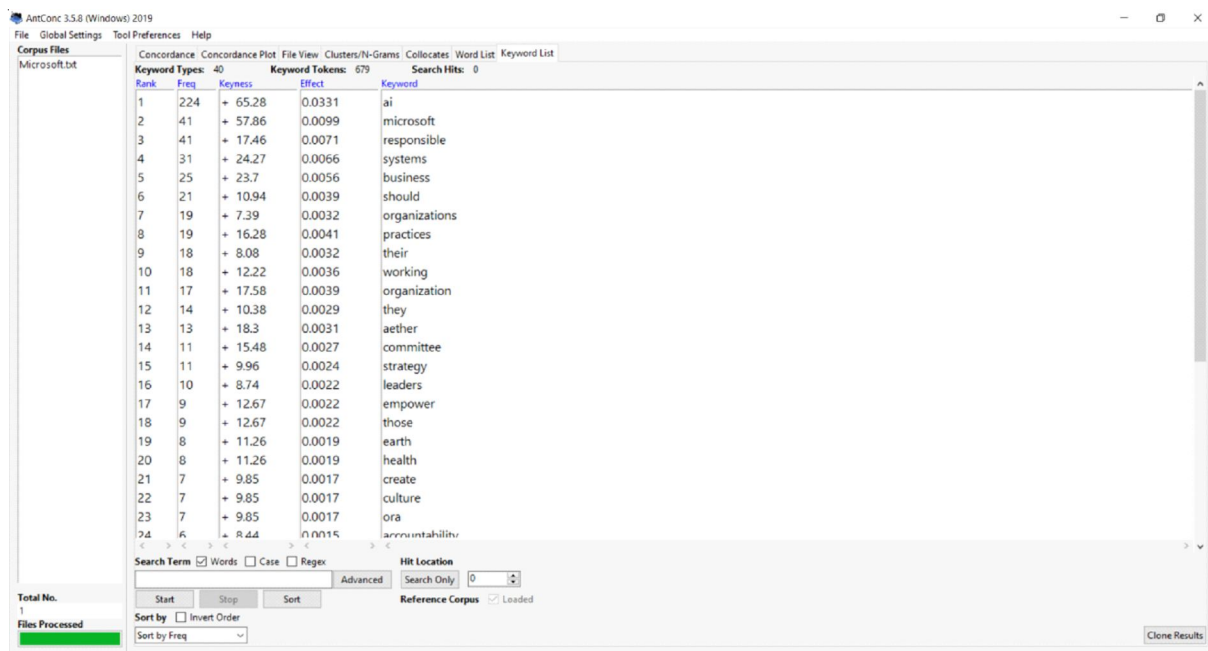 AntConc 3.5.8 (Windows) 2019
File Global Settings Tool Preferences Help
Corpus Files
Microsoft.txt
Concordance Concordance Plot File View Clusters/N-Grams Collocates Word List Keyword List
Keyword Types: 40 Keyword Tokens: 679 Search Hits: 0
Rank Freq Keyness Effect Keyword
1 224 + 65.28 0.0331 ai
2 41 + 57.86 0.0099 microsoft
3 41 + 17.46 0.0071 responsible
4 31 + 24.27 0.0066 systems
5 25 + 23.7 0.0056 business
6 21 + 10.94 0.0039 should
7 19 + 7.39 0.0032 organizations
8 19 + 16.28 0.0041 practices
9 18 + 8.08 0.0032 their
10 18 + 12.22 0.0036 working
11 17 + 17.58 0.0039 organization
12 14 + 10.38 0.0029 they
13 13 + 18.3 0.0031 aether
14 11 + 15.48 0.0027 committee
15 11 + 9.96 0.0024 strategy
16 10 + 8.74 0.0022 leaders
17 9 + 12.67 0.0022 empower
18 9 + 12.67 0.0022 those
19 8 + 11.26 0.0019 earth
20 8 + 11.26 0.0019 health
21 7 + 9.85 0.0017 create
22 7 + 9.85 0.0017 culture
23 7 + 9.85 0.0017 ora
24 6 + 8.44 0.0015 accountability
Search Term Words Case Regex Hit Location
Advanced Search Only 0
Start Stop Sort Reference Corpus Loaded
Sort by Invert Order
Sort by Freq
Total No.
1
Files Processed
Clone Results